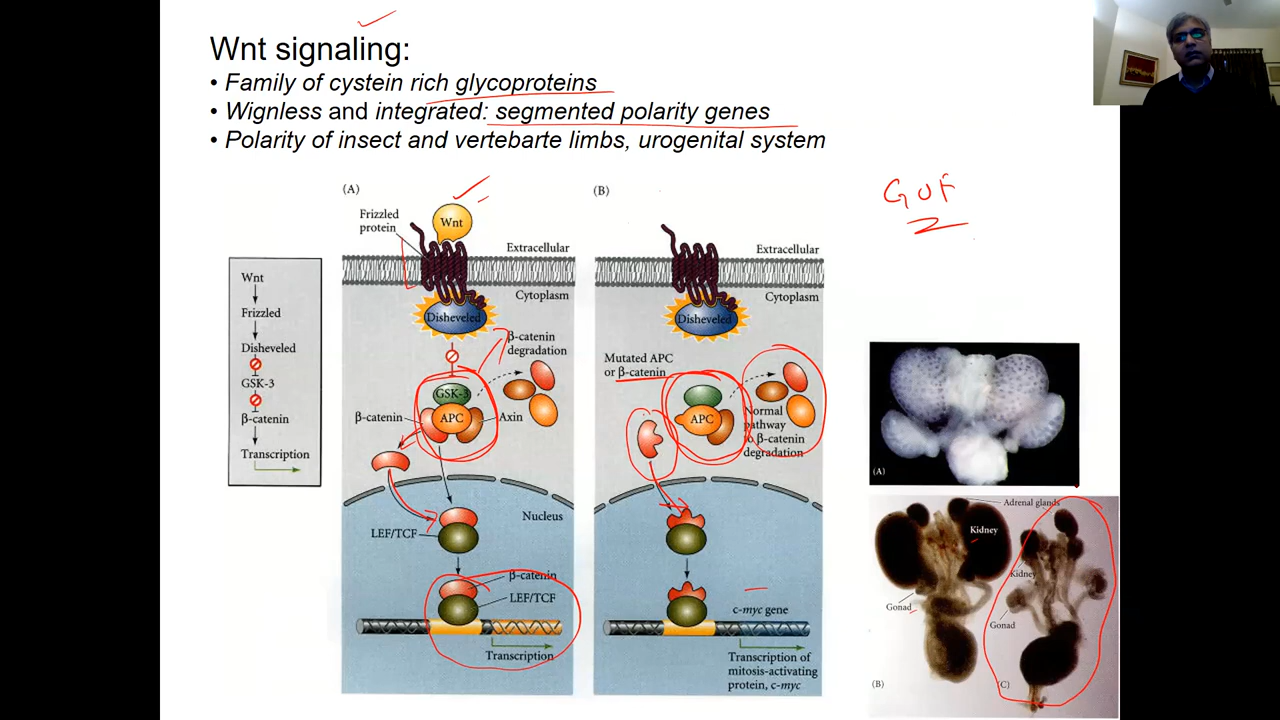 Wnt signaling:
• Family of cystein rich glycoproteins
• Wignless and integrated: segmented polarity genes
• Polarity of insect and vertebarte limbs, urogenital system
GOF
Wnt
Frizzled
Disheveled
GSK-3
β-catenin
Transcription
(A)
Frizzled
protein
Wnt
Extracellular
Cytoplasm
Disheveled
β-catenin
degradation
GSK-3
β-catenin
APC
Axin
Nucleus
LEF/TCF
β-catenin
LEF/TCF
Transcription
(B)
Extracellular
Cytoplasm
Disheveled
Mutated APC
or β-catenin
APC
Normal
pathway
to β-catenin
degradation
c-myc gene
Transcription of
mitosis-activating
protein, c-myc
(A)
Adrenal glands
Kidney
Kidney
Gonad
Gonad
(B)
(C)